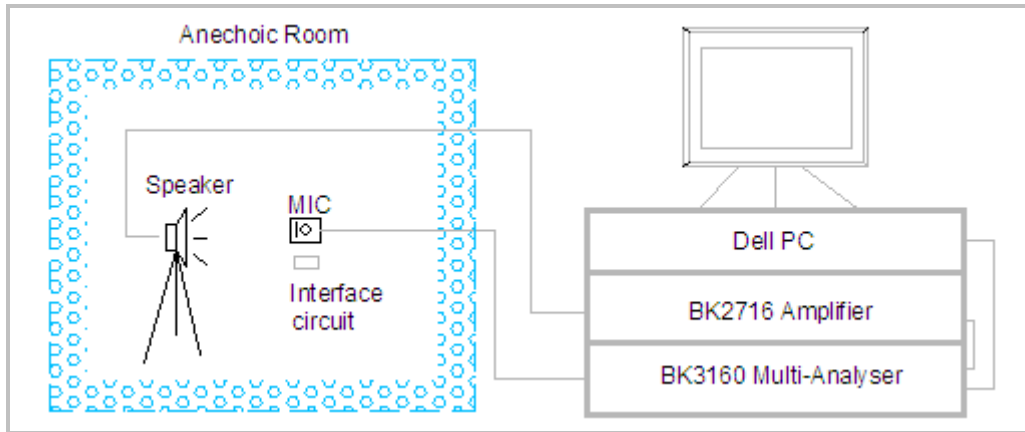 Anechoic Room
Speaker
MIC
Interface
circuit
Dell PC
BK2716 Amplifier
BK3160 Multi-Analyser